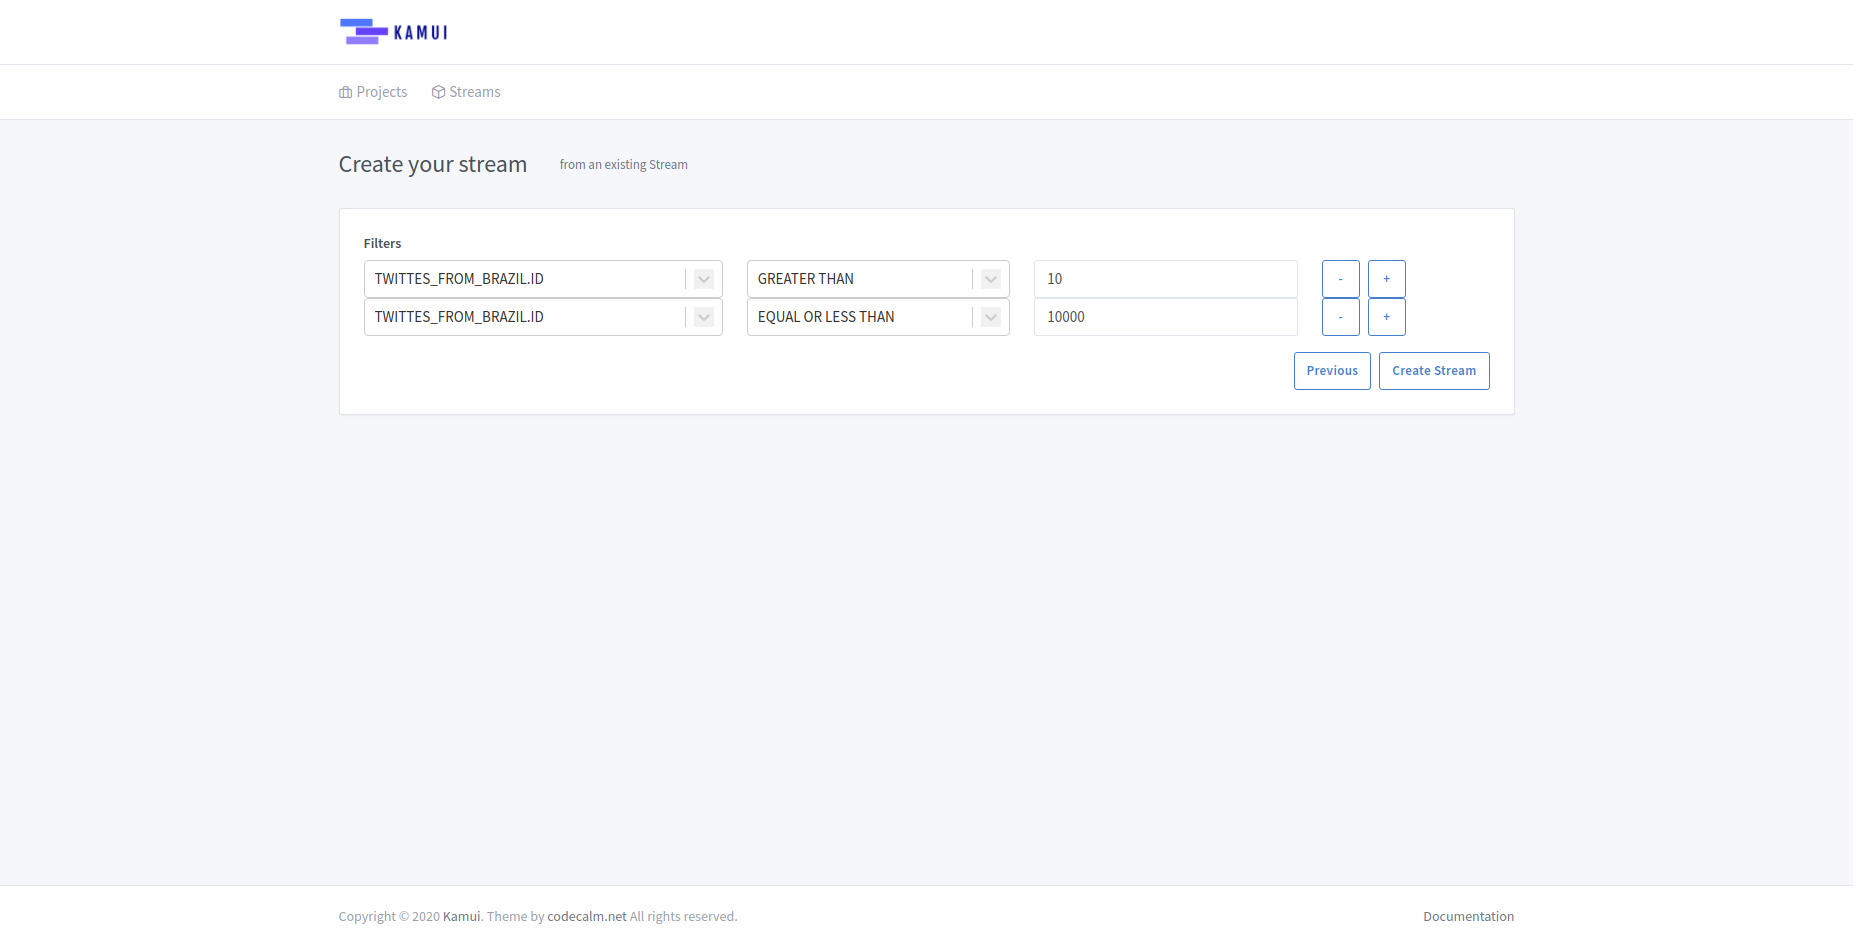 KAMUI
Projects Streams
Create your stream from an existing Stream
Filters
TWITTES_FROM_BRAZIL.ID GREATER THAN 10 - +
TWITTES_FROM_BRAZIL.ID EQUAL OR LESS THAN 10000 - +
Previous Create Stream
Copyright © 2020 Kamui. Theme by codecalm.net All rights reserved. Documentation